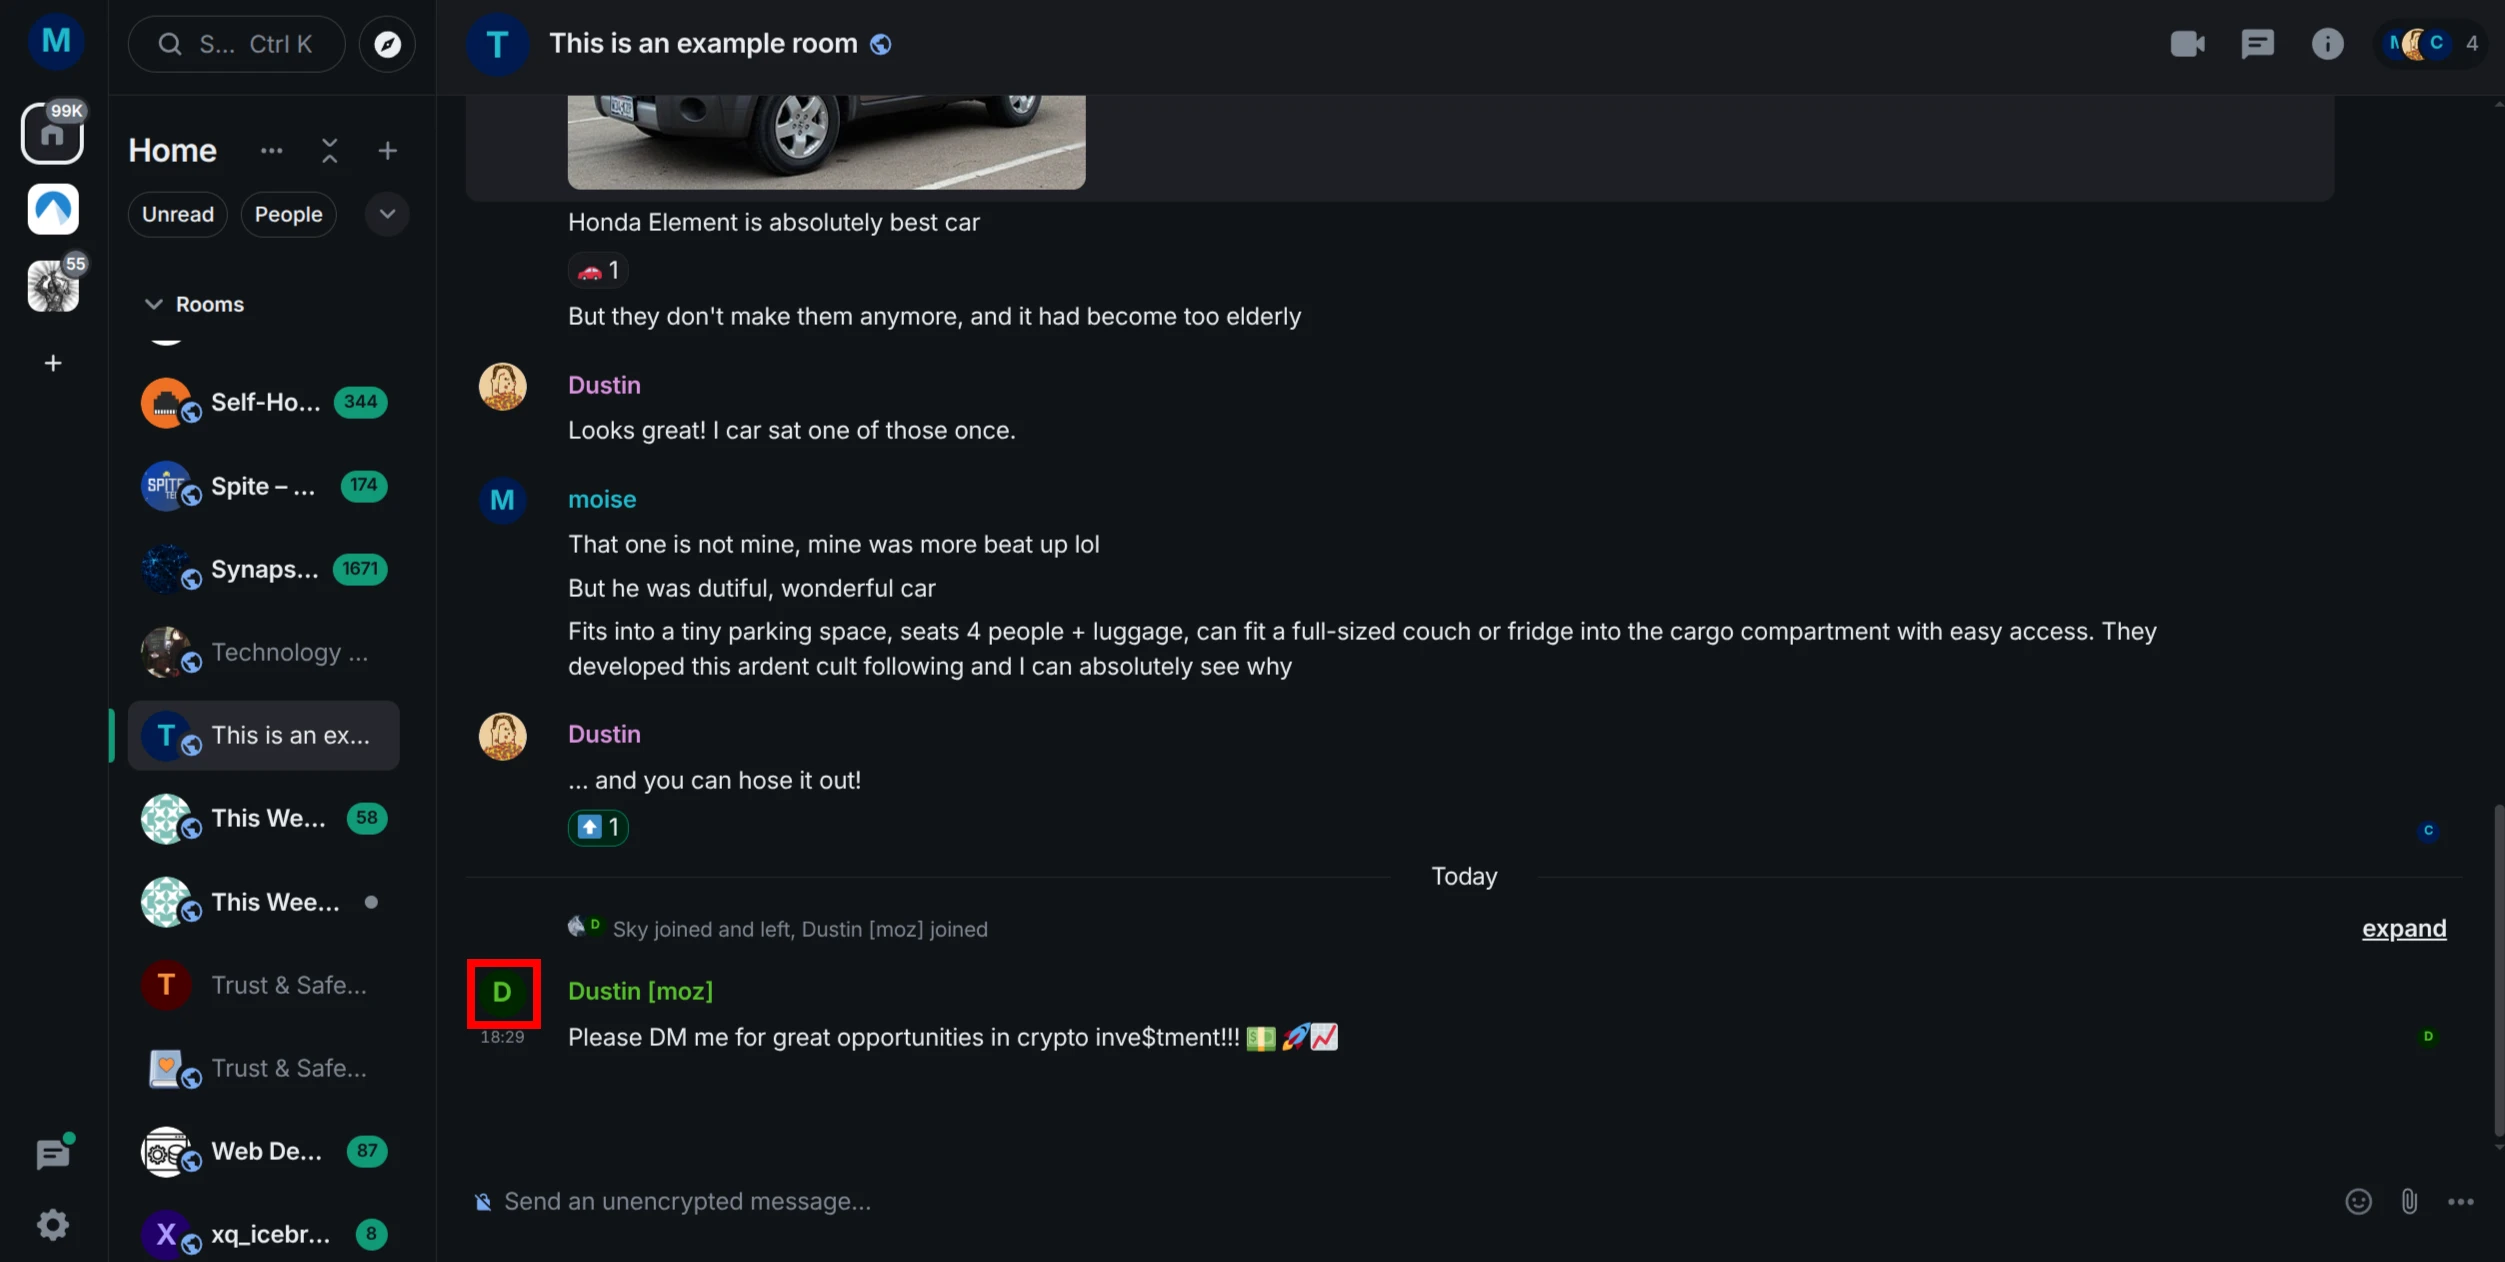 M
S... Ctrl K
T
This is an example room
C
4
99K
Home
Unread
People
55
Rooms
Self-Ho...
344
SPITE
Spite – ...
174
Synaps...
1671
Technology ...
T
This is an ex...
This We...
58
This Wee...
T
Trust & Safe...
Trust & Safe...
Web De...
87
X
xq_icebr...
8
Honda Element is absolutely best car
1
But they don't make them anymore, and it had become too elderly
Dustin
Looks great! I car sat one of those once.
M
moise
That one is not mine, mine was more beat up lol
But he was dutiful, wonderful car
Fits into a tiny parking space, seats 4 people + luggage, can fit a full-sized couch or fridge into the cargo compartment with easy access. They
developed this ardent cult following and I can absolutely see why
Dustin
... and you can hose it out!
1
C
Today
D
Sky joined and left, Dustin [moz] joined
expand
D
Dustin [moz]
18:29
Please DM me for great opportunities in crypto inve$tment!!! 💵🚀📈
D
Send an unencrypted message...